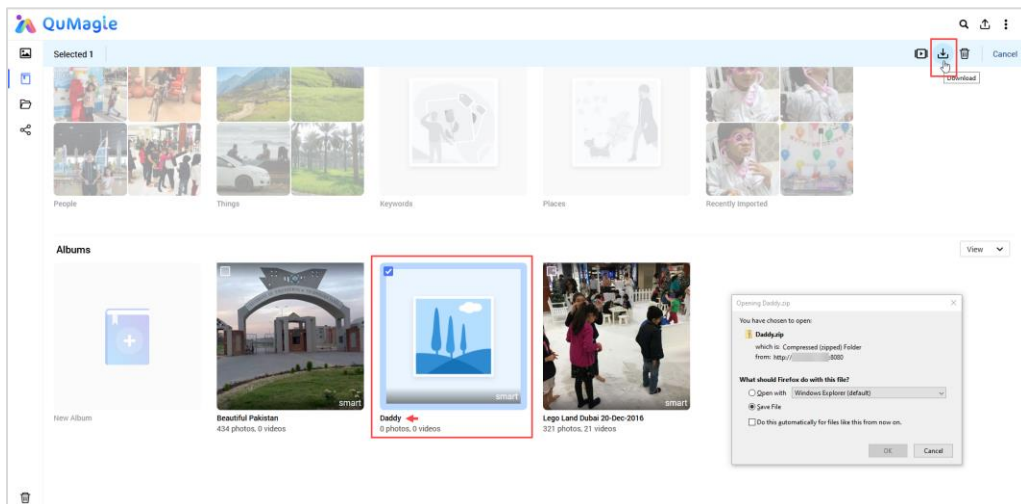 QuMagie
Selected 1
Cancel
Download
People
Things
Keywords
Places
Recently Imported
Albums
View
smart
smart
smart
New Album
Beautiful Pakistan
434 photos, 0 videos
Daddy
0 photos, 0 videos
Lego Land Dubai 20-Dec-2016
321 photos, 21 videos
Opening Daddy.zip
You have chosen to open:
Daddy.zip
which is: Compressed (zipped) Folder
from: http:// :8080
What should Firefox do with this file?
Open with Windows Explorer (default)
Save File
Do this automatically for files like this from now on.
OK Cancel